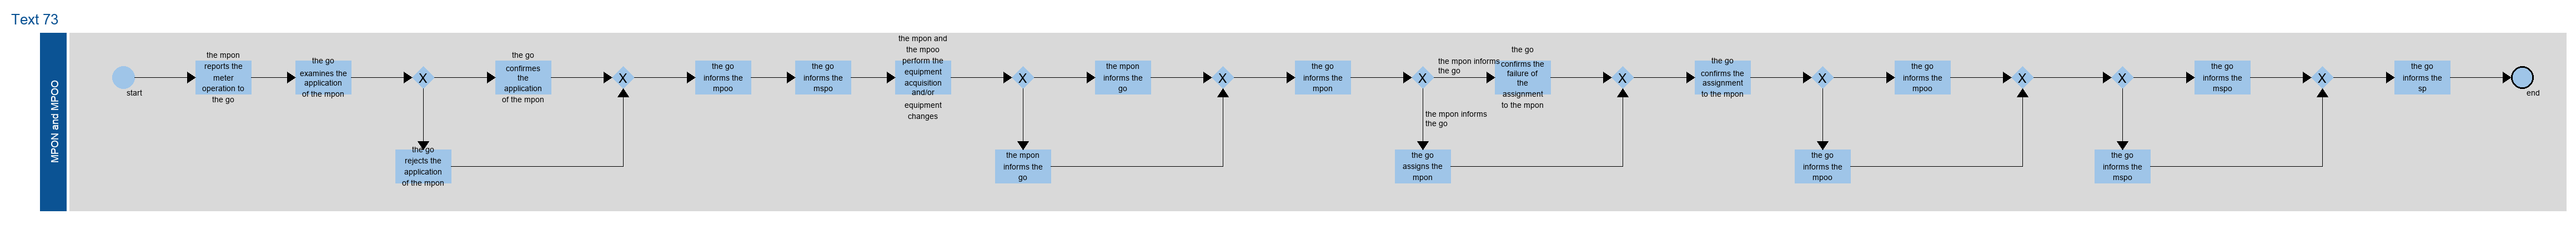 Text 73
MPON and MPOO
start
the mpon
reports the
meter
operation to
the go
the go
examines the
application
of the mpon
X
the go
rejects the
application
of the mpon
the go
confirmes
the
application
of the mpon
X
the go
informs the
mpoo
the go
informs the
mspo
the mpon and
the mpoo
perform the
equipment
acquisition
and/or
equipment
changes
X
the mpon
informs the
go
the mpon
informs the
go
X
the go
informs the
mpon
X
the mpon informs
the go
the mpon informs
the go
the go
assigns the
mpon
the go
confirms the
failure of
the
assignment
to the mpon
X
the go
confirms the
assignment
to the mpon
X
the go
informs the
mpoo
the go
informs the
mpoo
X
X
the go
informs the
mspo
the go
informs the
mspo
X
the go
informs the
sp
end